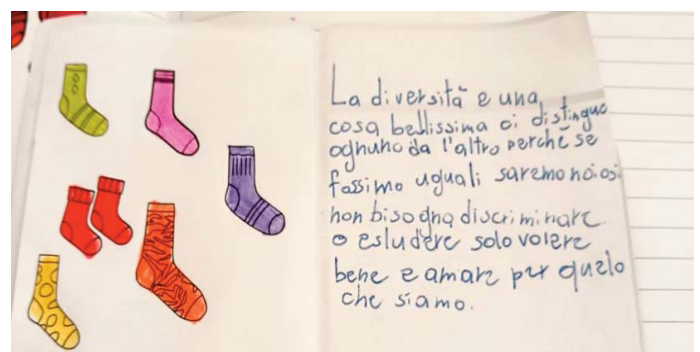 La diversità e una
cosa bellissima ci distingue
ognuno da l'altro perchè se
fossimo uguali saremo noiosi
non bisogna discriminare
o esludere solo volere
bene e amare per quelo
che siamo.